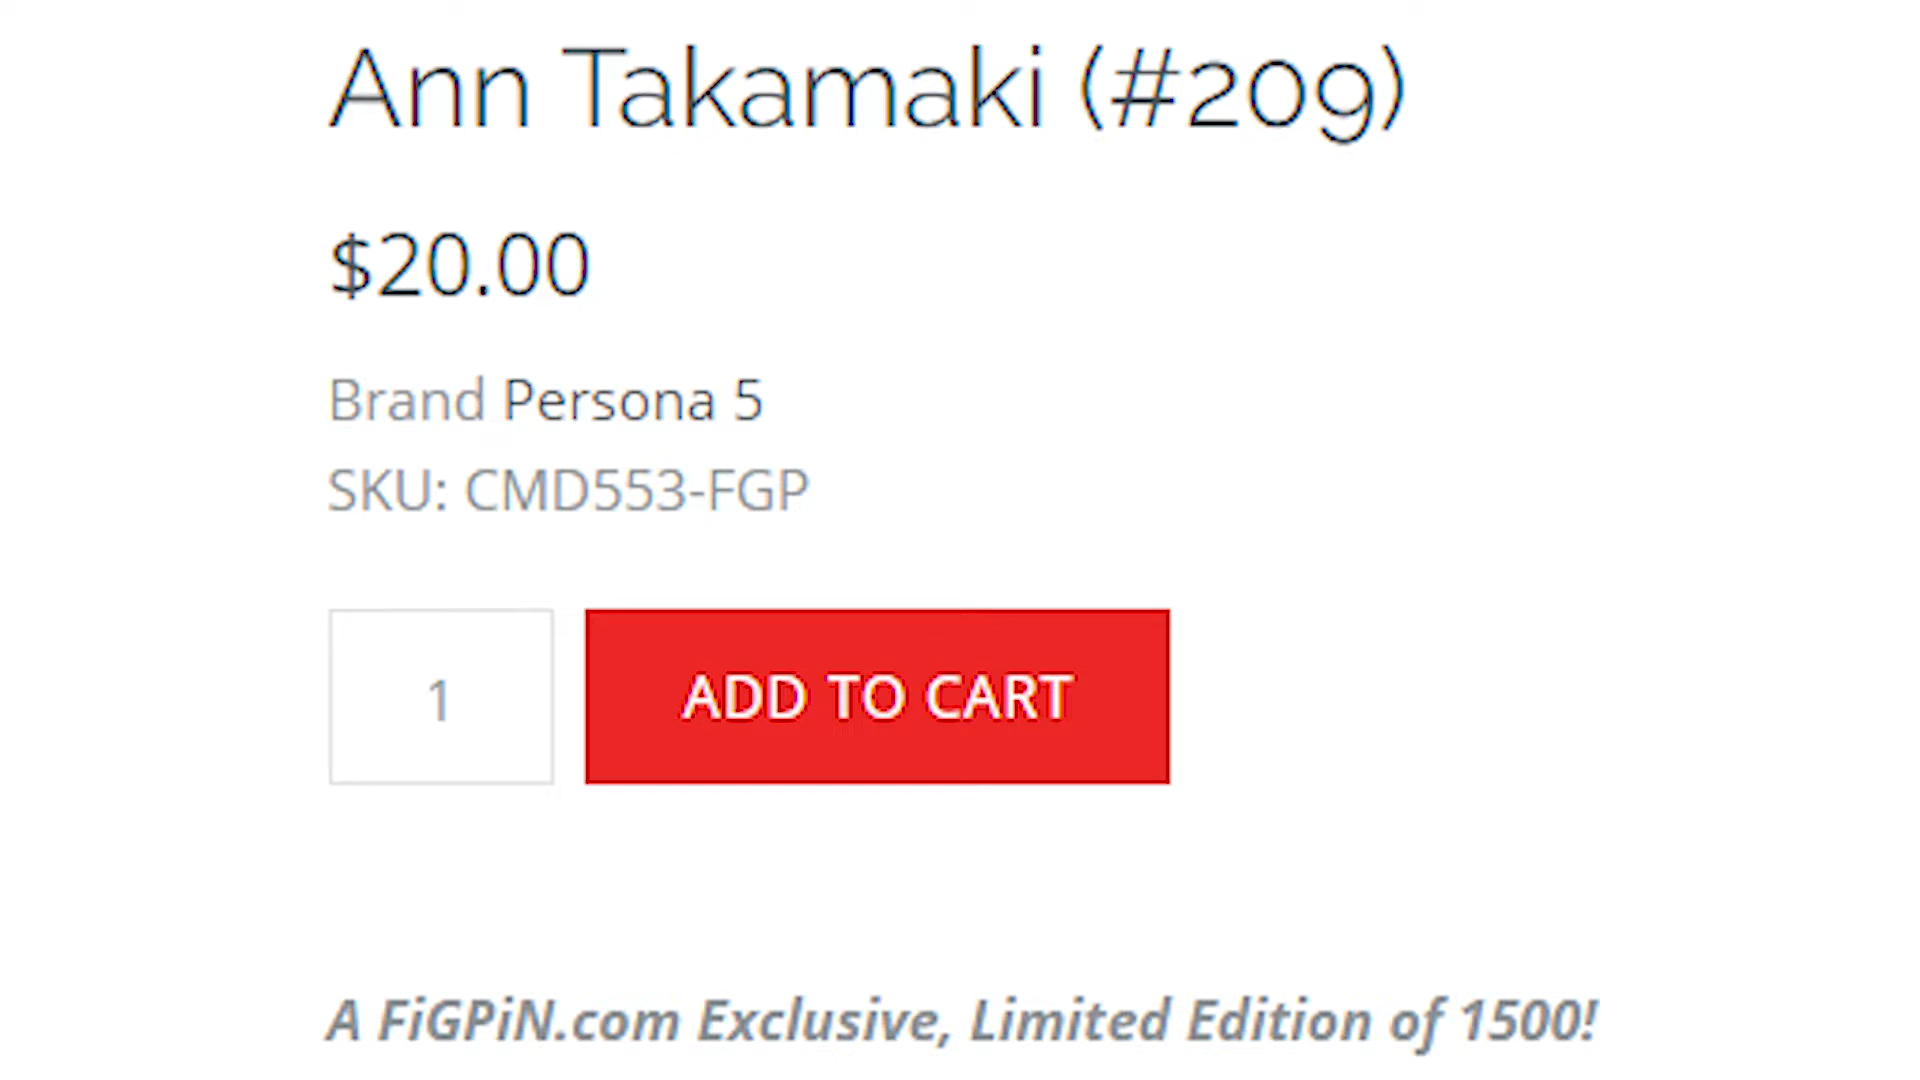 Ann Takamaki (#209)
$20.00
Brand Persona 5
SKU: CMD553-FGP
1 ADD TO CART
A FiGPiN.com Exclusive, Limited Edition of 1500!